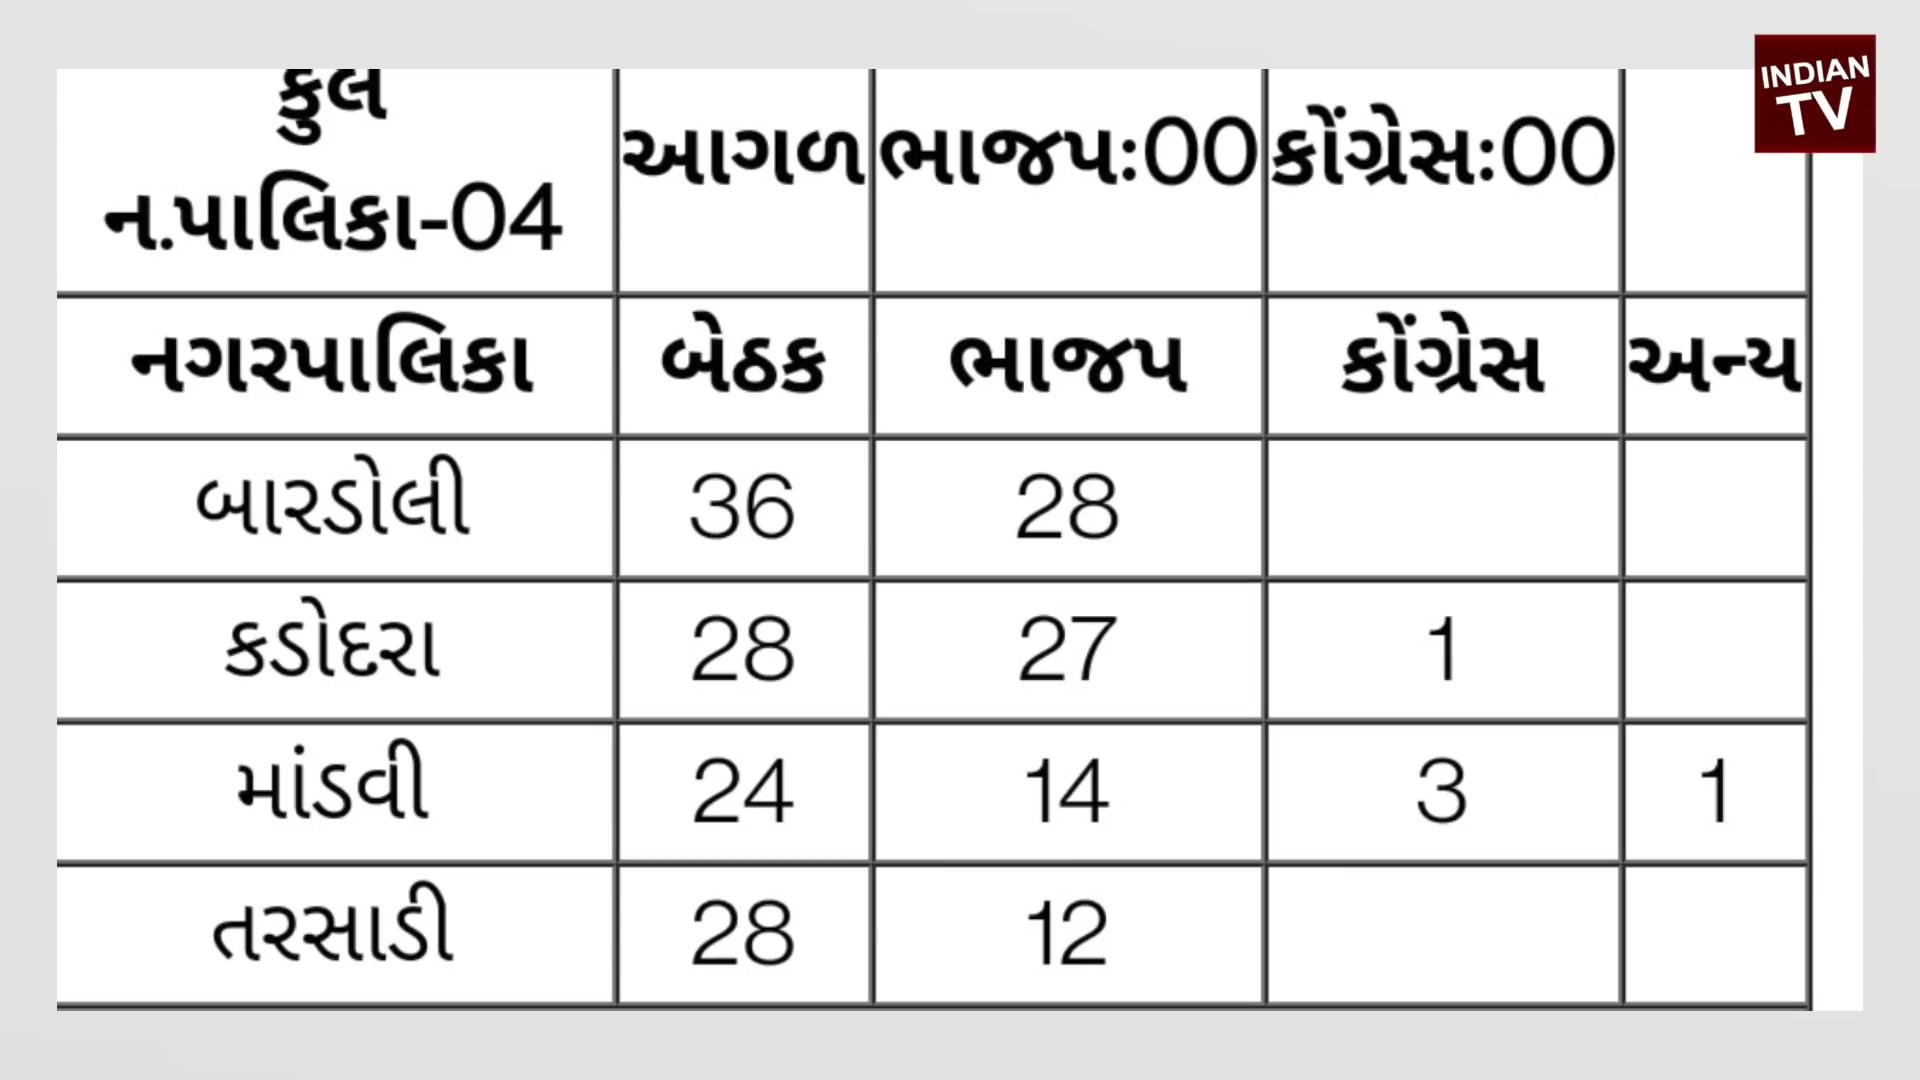 કુલ
ન.પાલિકા-04 આગળ ભાજપ:00 કોંગ્રેસ:00
નગરપાલિકા બેઠક ભાજપ કોંગ્રેસ અન્ય
બારડોલી 36 28
કડોદરા 28 27 1
માંડવી 24 14 3 1
તરસાડી 28 12
INDIAN
TV